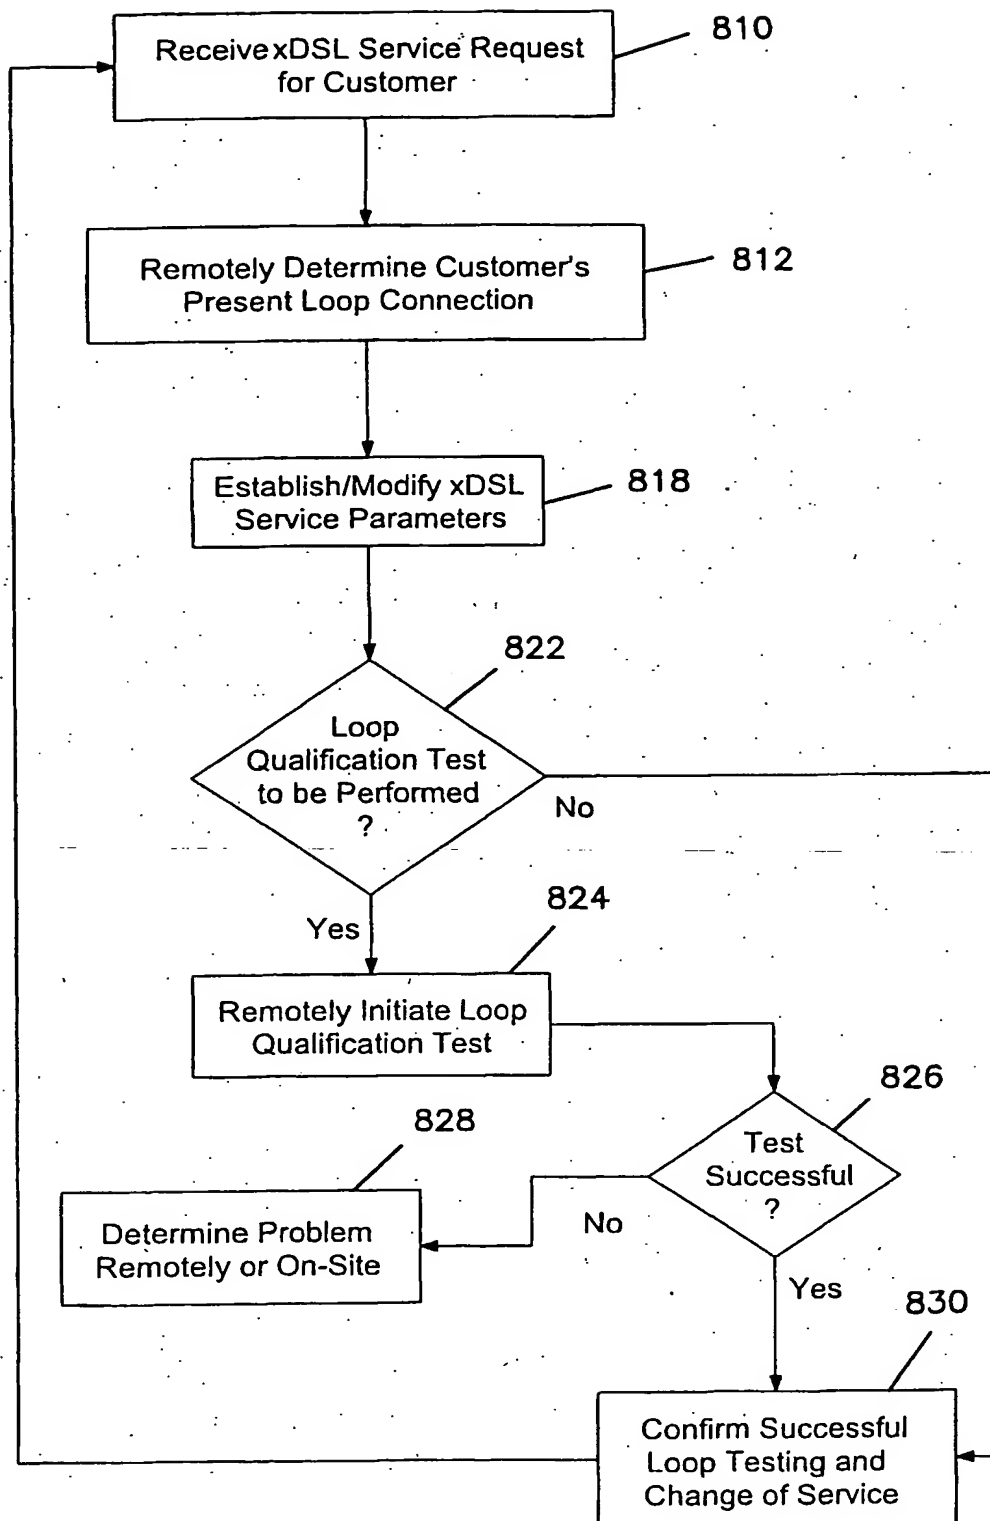 Receive xDSL Service Request
for Customer
810
Remotely Determine Customer's
Present Loop Connection
812
Establish/Modify xDSL
Service Parameters
818
822
Loop
Qualification Test
to be Performed
?
No
Yes
824
Remotely Initiate Loop
Qualification Test
826
Test
Successful
?
No
Yes
828
Determine Problem
Remotely or On-Site
830
Confirm Successful
Loop Testing and
Change of Service